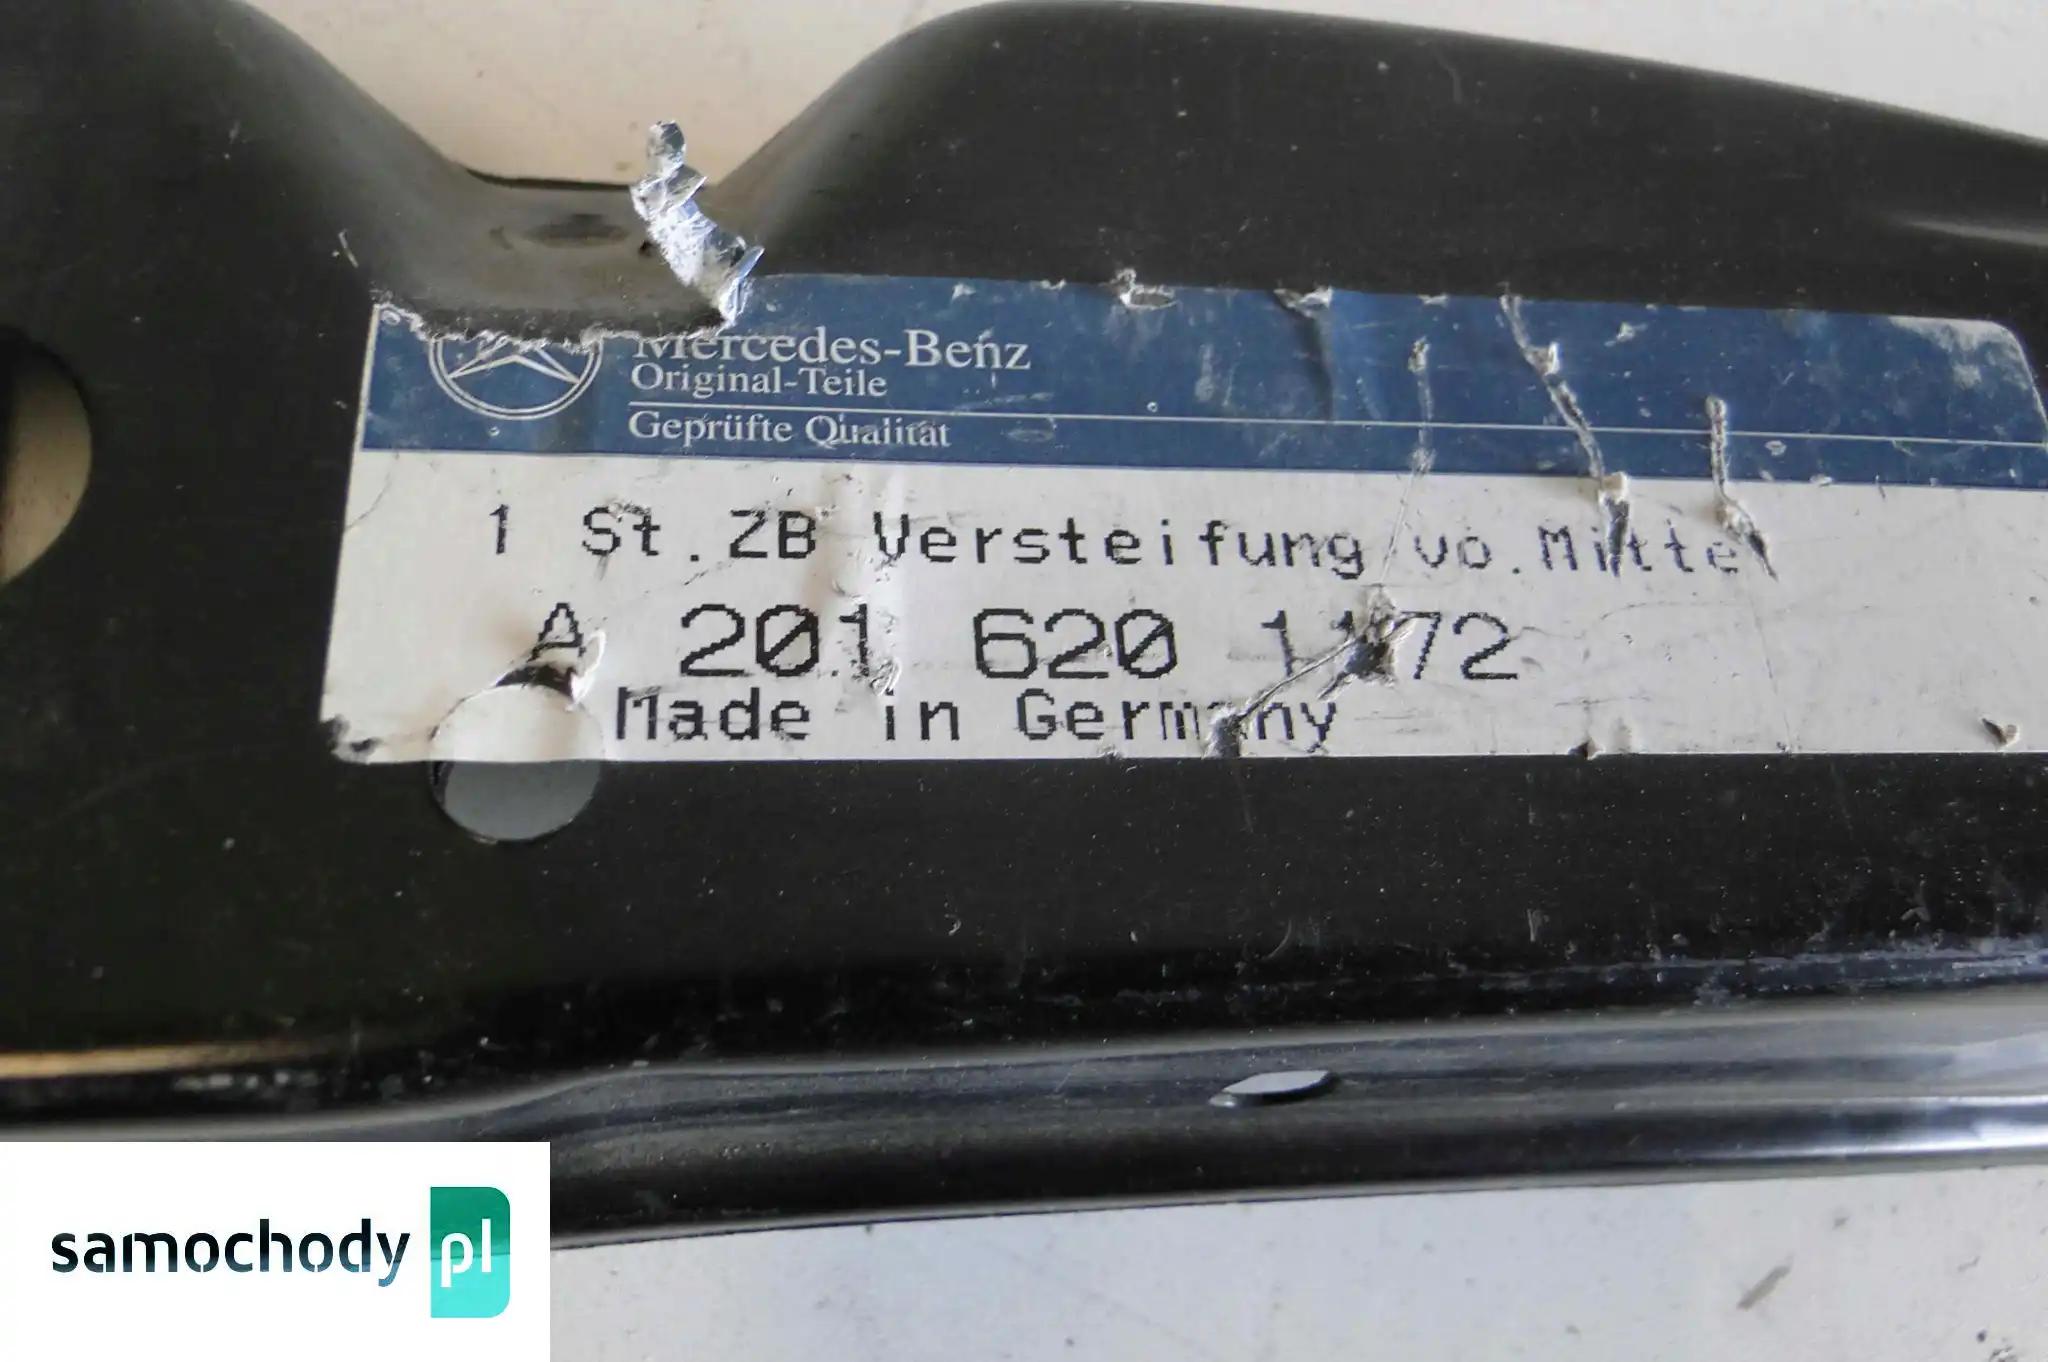 Mercedes-Benz
Original-Teile
Geprüfte Qualität
1 St.ZB Versteifung vo.Mitte
A 201 620 1172
Made in Germany
samochody pl